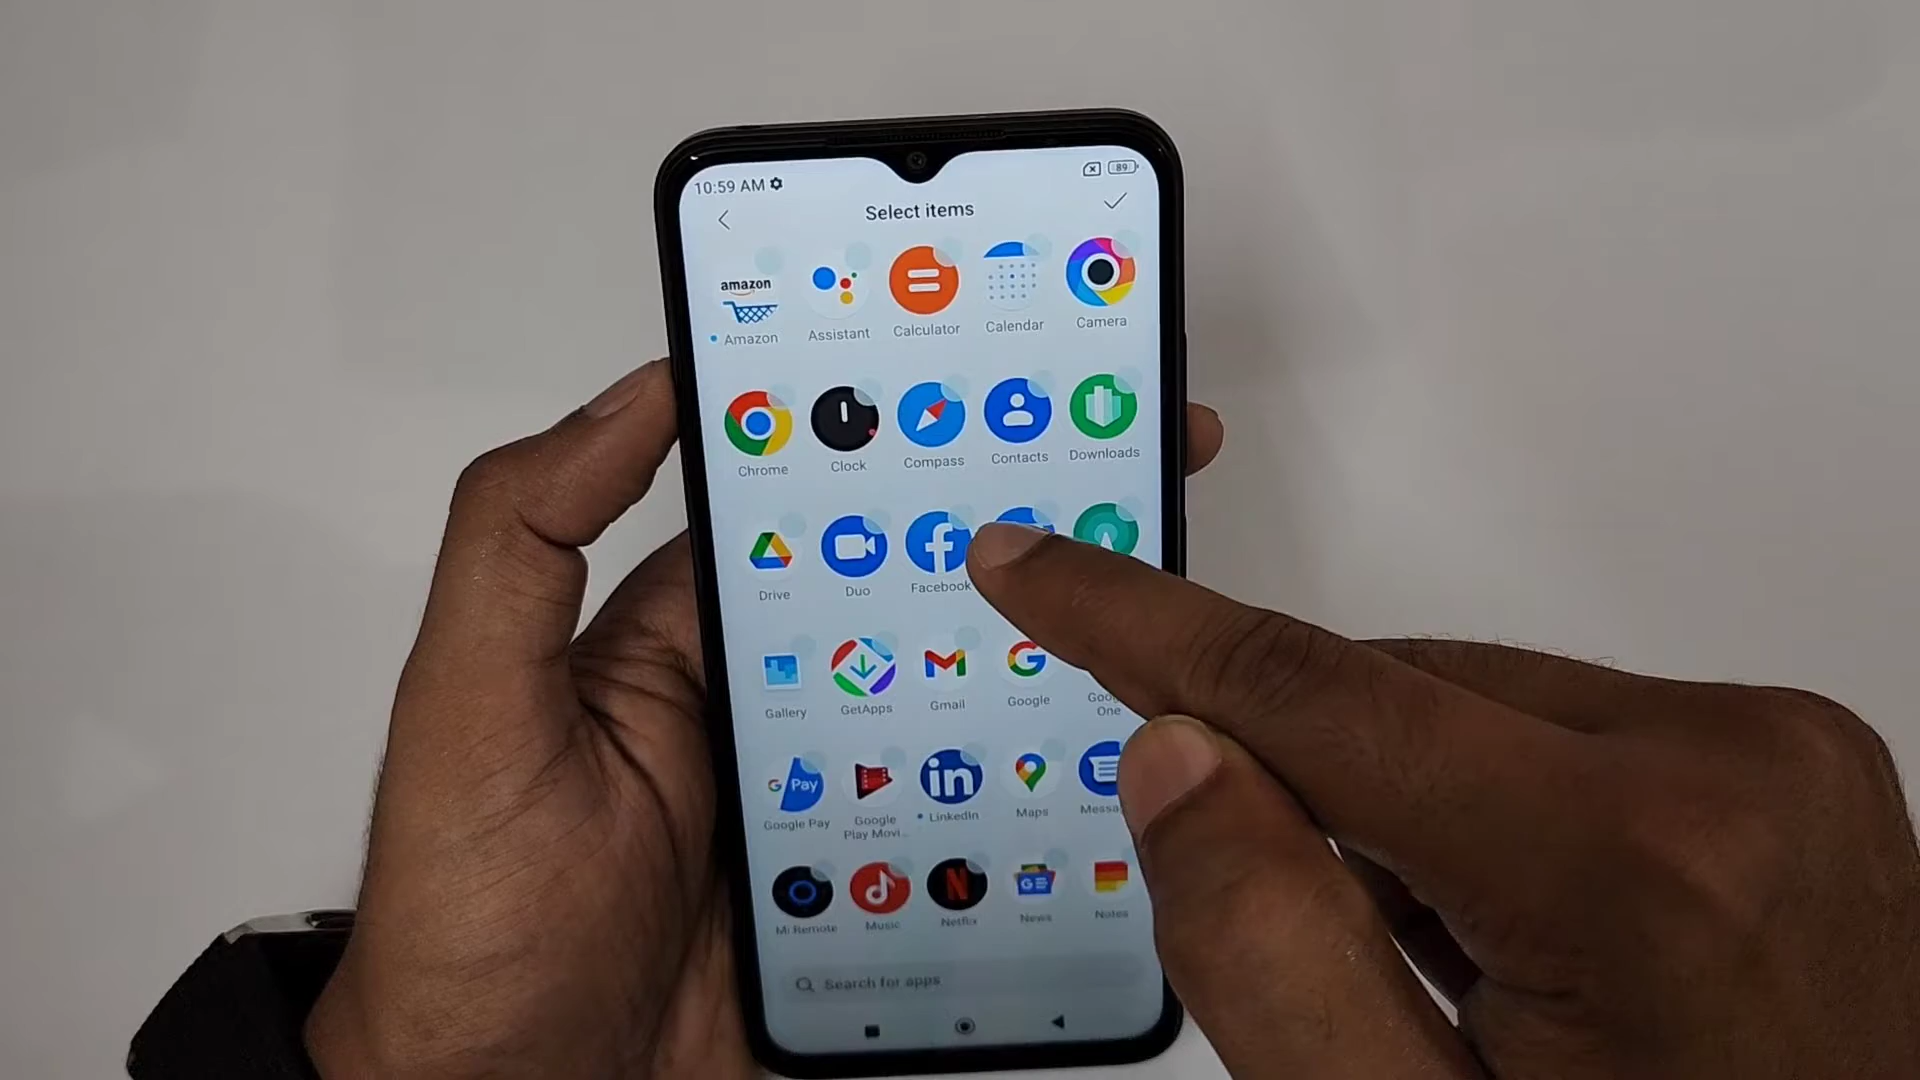 10:59 AM
89
Select items
amazon
Amazon
Assistant
Calculator
Calendar
Camera
Chrome
Clock
Compass
Contacts
Downloads
Drive
Duo
Facebook
Gallery
GetApps
Gmail
Google
One
G Pay
Google Pay
Google
Play Movi...
in
LinkedIn
Maps
Mi Remote
Music
N
Netflix
News
Notes
Search for apps